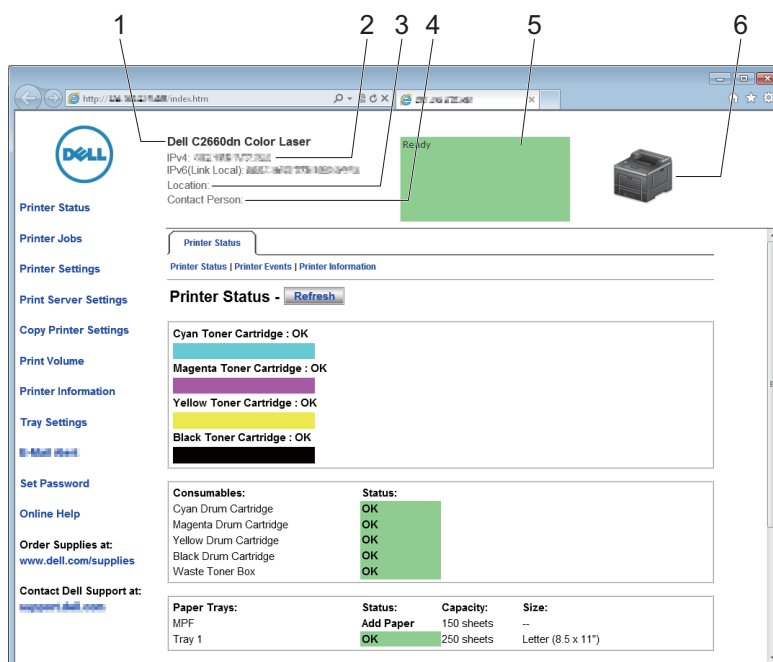 1 2 3 4 5 6
http:// /index.htm
DELL
Dell C2660dn Color Laser
IPv4:
IPv6(Link Local):
Location:
Contact Person:
Ready
Printer Status
Printer Jobs
Printer Settings
Print Server Settings
Copy Printer Settings
Print Volume
Printer Information
Tray Settings
E-Mail Alert
Set Password
Online Help
Order Supplies at:
www.dell.com/supplies
Contact Dell Support at:
support.dell.com
Printer Status
Printer Status | Printer Events | Printer Information
Printer Status - Refresh
Cyan Toner Cartridge : OK
Magenta Toner Cartridge : OK
Yellow Toner Cartridge : OK
Black Toner Cartridge : OK
Consumables: Status:
Cyan Drum Cartridge OK
Magenta Drum Cartridge OK
Yellow Drum Cartridge OK
Black Drum Cartridge OK
Waste Toner Box OK
Paper Trays: Status: Capacity: Size:
MPF Add Paper 150 sheets --
Tray 1 OK 250 sheets Letter (8.5 x 11")